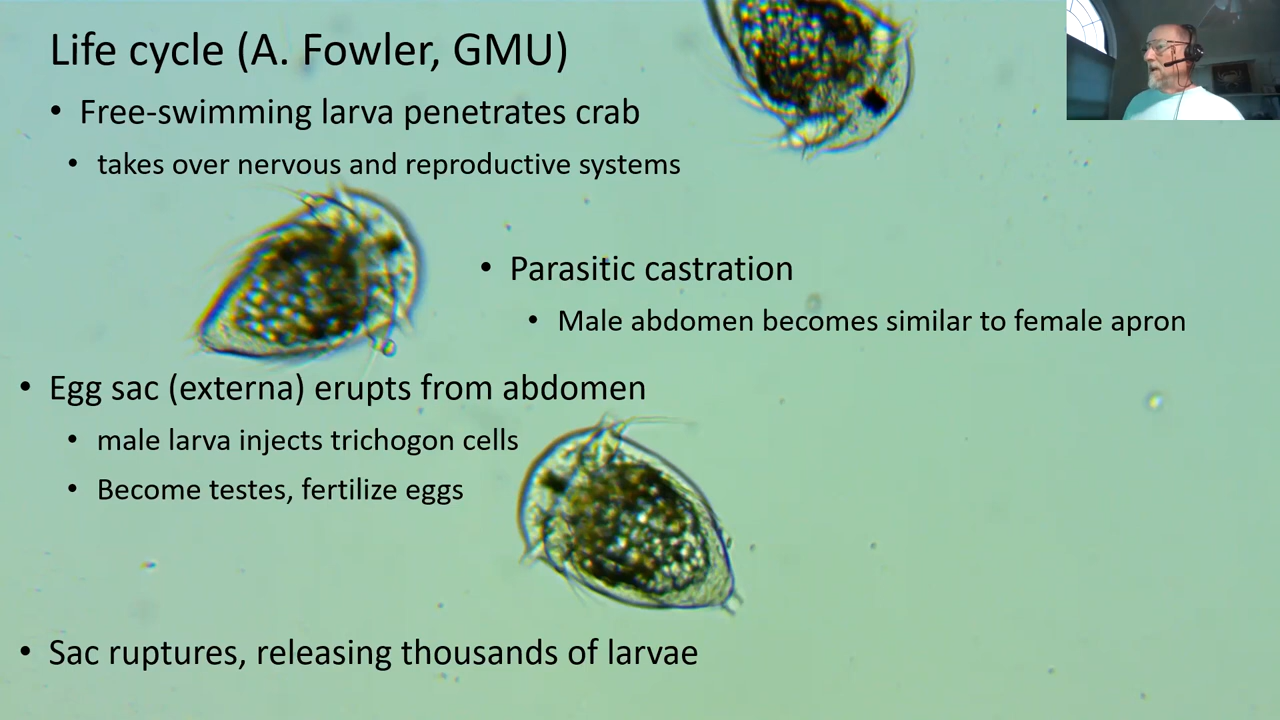 Life cycle (A. Fowler, GMU)
• Free-swimming larva penetrates crab
• takes over nervous and reproductive systems
• Parasitic castration
• Male abdomen becomes similar to female apron
• Egg sac (externa) erupts from abdomen
• male larva injects trichogon cells
• Become testes, fertilize eggs
• Sac ruptures, releasing thousands of larvae